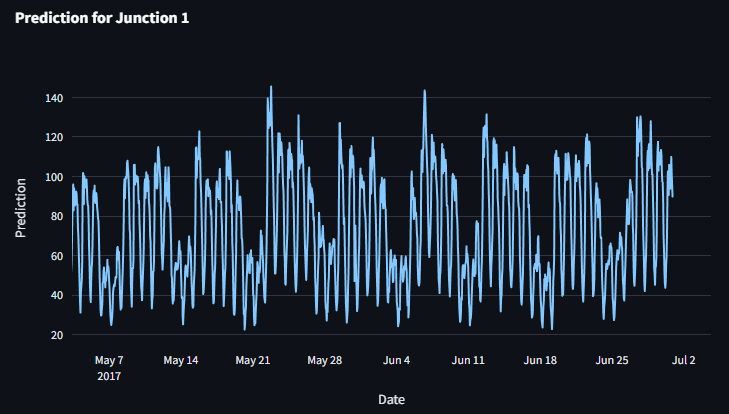 Prediction for Junction 1
140
120
100
80
60
40
20
Prediction
May 7
2017
May 14
May 21
May 28
Jun 4
Jun 11
Jun 18
Jun 25
Jul 2
Date